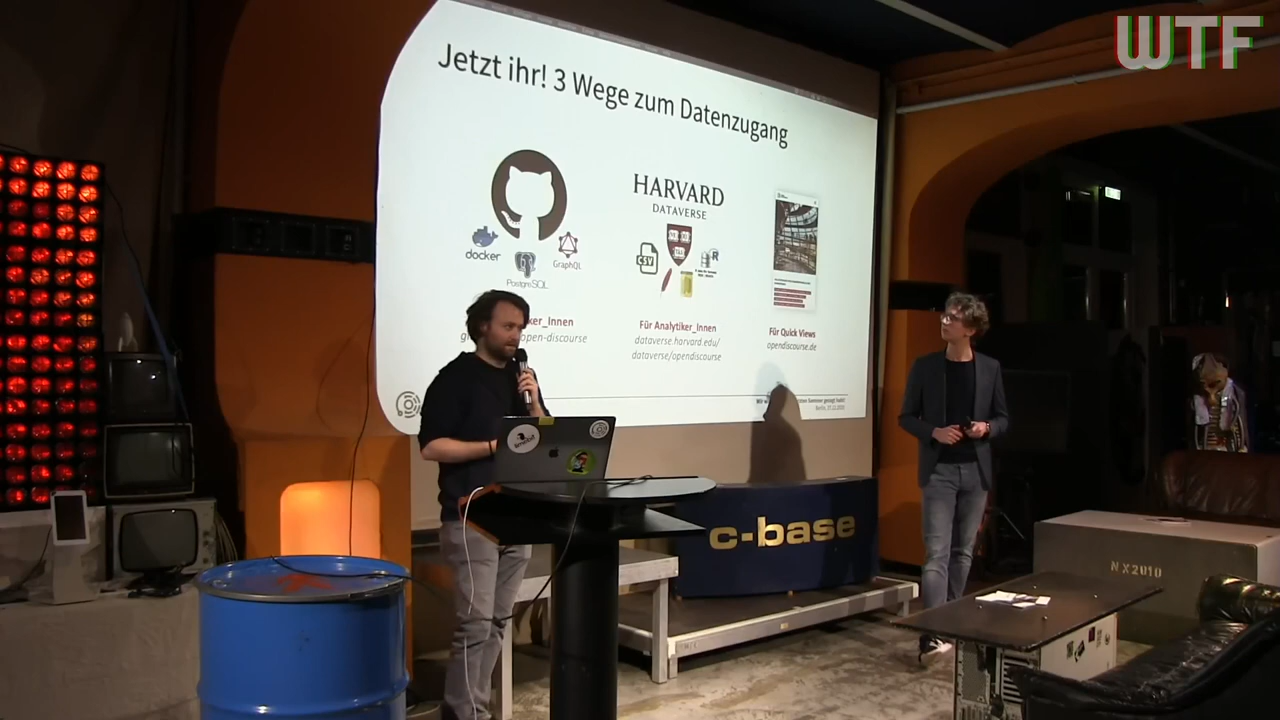 WTF
Jetzt ihr! 3 Wege zum Datenzugang
HARVARD
DATAVERSE
docker
PostgreSQL
GraphQL
CSV
R
ker_Innen
open-discourse
Für Analytiker_Innen
dataverse.harvard.edu/
dataverse/opendiscourse
Für Quick Views
opendiscourse.de
c-base
NX2010